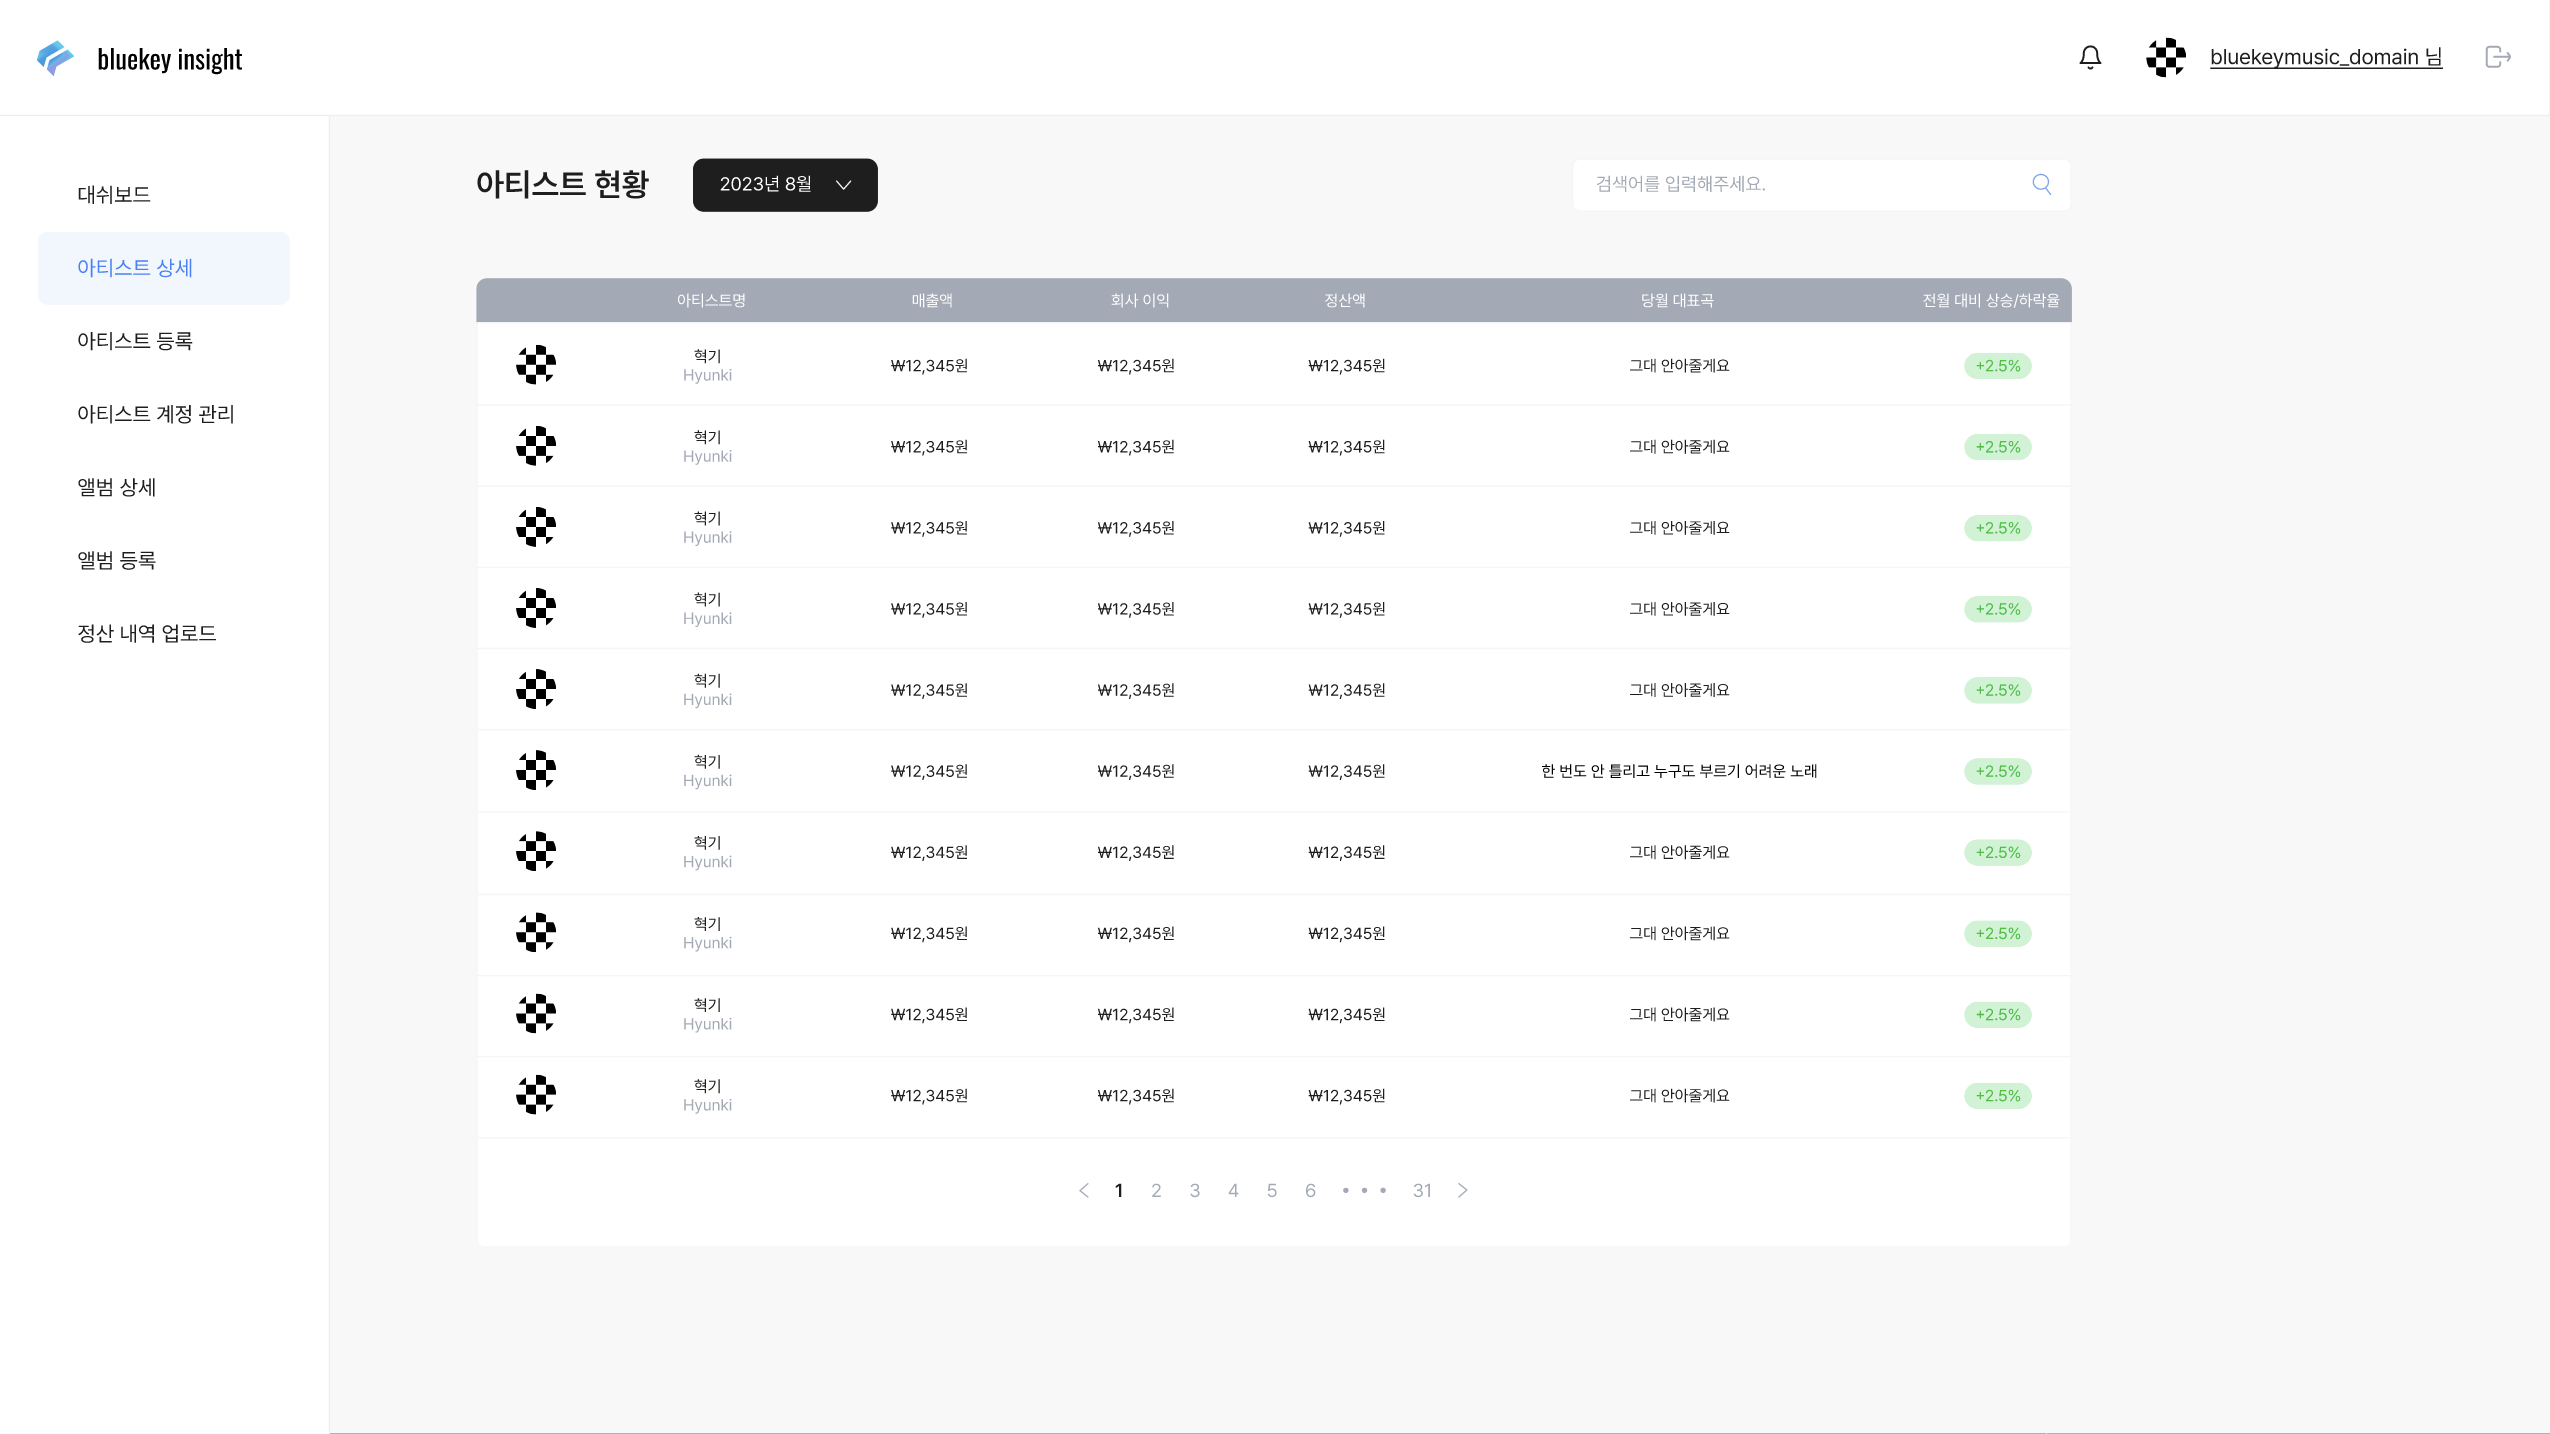 bluekey insight
bluekeymusic_domain 님
대쉬보드
아티스트 상세
아티스트 등록
아티스트 계정 관리
앨범 상세
앨범 등록
정산 내역 업로드
아티스트 현황
2023년 8월
검색어를 입력해주세요.
아티스트명 매출액 회사 이익 정산액 당월 대표곡 전월 대비 상승/하락율
혁기
Hyunki
₩12,345원 ₩12,345원 ₩12,345원 그대 안아줄게요 +2.5%
혁기
Hyunki
₩12,345원 ₩12,345원 ₩12,345원 그대 안아줄게요 +2.5%
혁기
Hyunki
₩12,345원 ₩12,345원 ₩12,345원 그대 안아줄게요 +2.5%
혁기
Hyunki
₩12,345원 ₩12,345원 ₩12,345원 그대 안아줄게요 +2.5%
혁기
Hyunki
₩12,345원 ₩12,345원 ₩12,345원 그대 안아줄게요 +2.5%
혁기
Hyunki
₩12,345원 ₩12,345원 ₩12,345원 한 번도 안 틀리고 누구도 부르기 어려운 노래 +2.5%
혁기
Hyunki
₩12,345원 ₩12,345원 ₩12,345원 그대 안아줄게요 +2.5%
혁기
Hyunki
₩12,345원 ₩12,345원 ₩12,345원 그대 안아줄게요 +2.5%
혁기
Hyunki
₩12,345원 ₩12,345원 ₩12,345원 그대 안아줄게요 +2.5%
혁기
Hyunki
₩12,345원 ₩12,345원 ₩12,345원 그대 안아줄게요 +2.5%
1 2 3 4 5 6 • • • 31